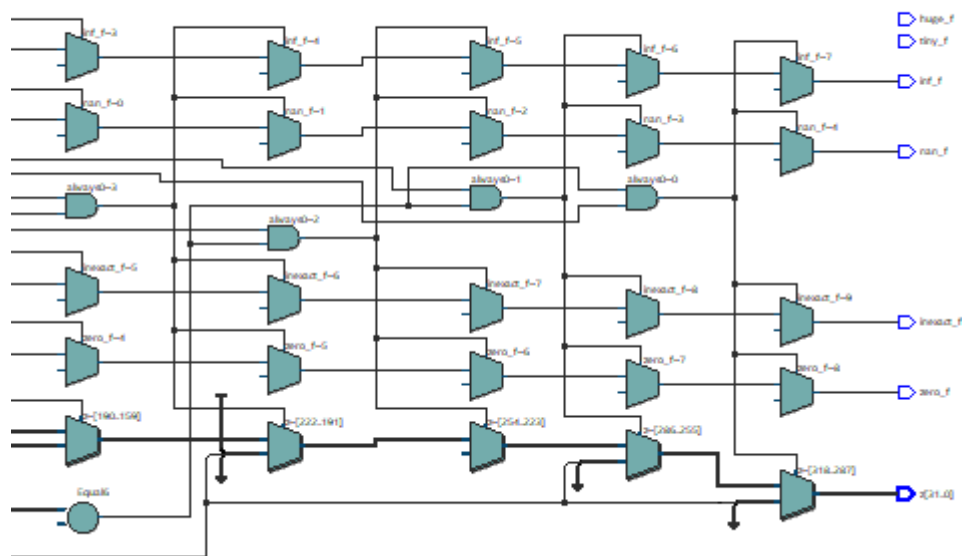 huge_f
inf_f~3
inf_f~4
inf_f~5
inf_f~6
inf_f~7
tiny_f
inf_f
nan_f~0
nan_f~1
nan_f~2
nan_f~3
nan_f~4
nan_f
always0~3
always0~1
always0~0
always0~2
inexact_f~5
inexact_f~6
inexact_f~7
inexact_f~8
inexact_f~9
inexact_f
zero_f~4
zero_f~5
zero_f~6
zero_f~7
zero_f~8
zero_f
z~[190..159]
z~[222..191]
z~[254..223]
z~[286..255]
z~[318..287]
Equal6
z[31..0]